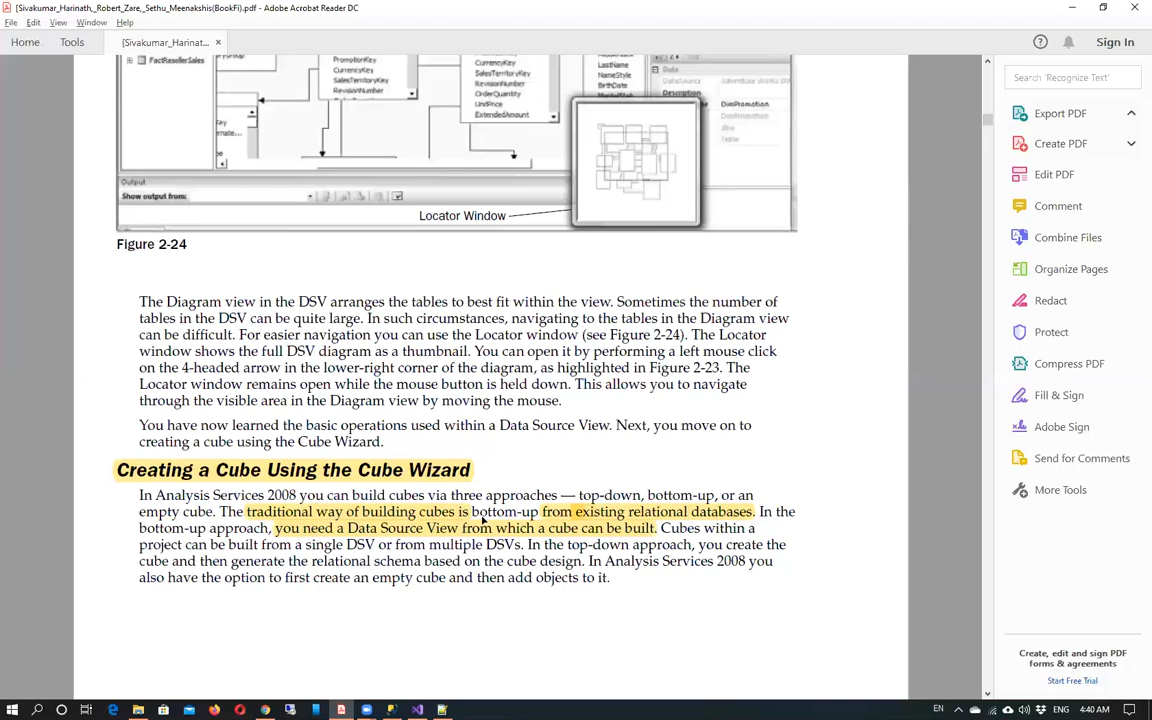 [Sivakumar_Harinath,_Robert_Zare,_Sethu_Meenakshis(BookFi).pdf - Adobe Acrobat Reader DC
File Edit View Window Help
Home Tools [Sivakumar_Harinat... × Sign In
FactResellerSales
PromotionKey
CurrencyKey
SalesTerritoryKey
RevisionNumber
CurrencyKey
SalesTerritoryKey
RevisionNumber
OrderQuantity
UnitPrice
ExtendedAmount
LastName
NameStyle
BirthDate
Data
DataSource
Description
DimPromotion
DimPromotion
dbo
Table
Output
Show output from:
Locator Window
Figure 2-24
The Diagram view in the DSV arranges the tables to best fit within the view. Sometimes the number of
tables in the DSV can be quite large. In such circumstances, navigating to the tables in the Diagram view
can be difficult. For easier navigation you can use the Locator window (see Figure 2-24). The Locator
window shows the full DSV diagram as a thumbnail. You can open it by performing a left mouse click
on the 4-headed arrow in the lower-right corner of the diagram, as highlighted in Figure 2-23. The
Locator window remains open while the mouse button is held down. This allows you to navigate
through the visible area in the Diagram view by moving the mouse.
You have now learned the basic operations used within a Data Source View. Next, you move on to
creating a cube using the Cube Wizard.
Creating a Cube Using the Cube Wizard
In Analysis Services 2008 you can build cubes via three approaches — top-down, bottom-up, or an
empty cube. The traditional way of building cubes is bottom-up from existing relational databases. In the
bottom-up approach, you need a Data Source View from which a cube can be built. Cubes within a
project can be built from a single DSV or from multiple DSVs. In the top-down approach, you create the
cube and then generate the relational schema based on the cube design. In Analysis Services 2008 you
also have the option to first create an empty cube and then add objects to it.
Search 'Recognize Text'
Export PDF
Create PDF
Edit PDF
Comment
Combine Files
Organize Pages
Redact
Protect
Compress PDF
Fill & Sign
Adobe Sign
Send for Comments
More Tools
Create, edit and sign PDF
forms & agreements
Start Free Trial
EN ENG 4:40 AM